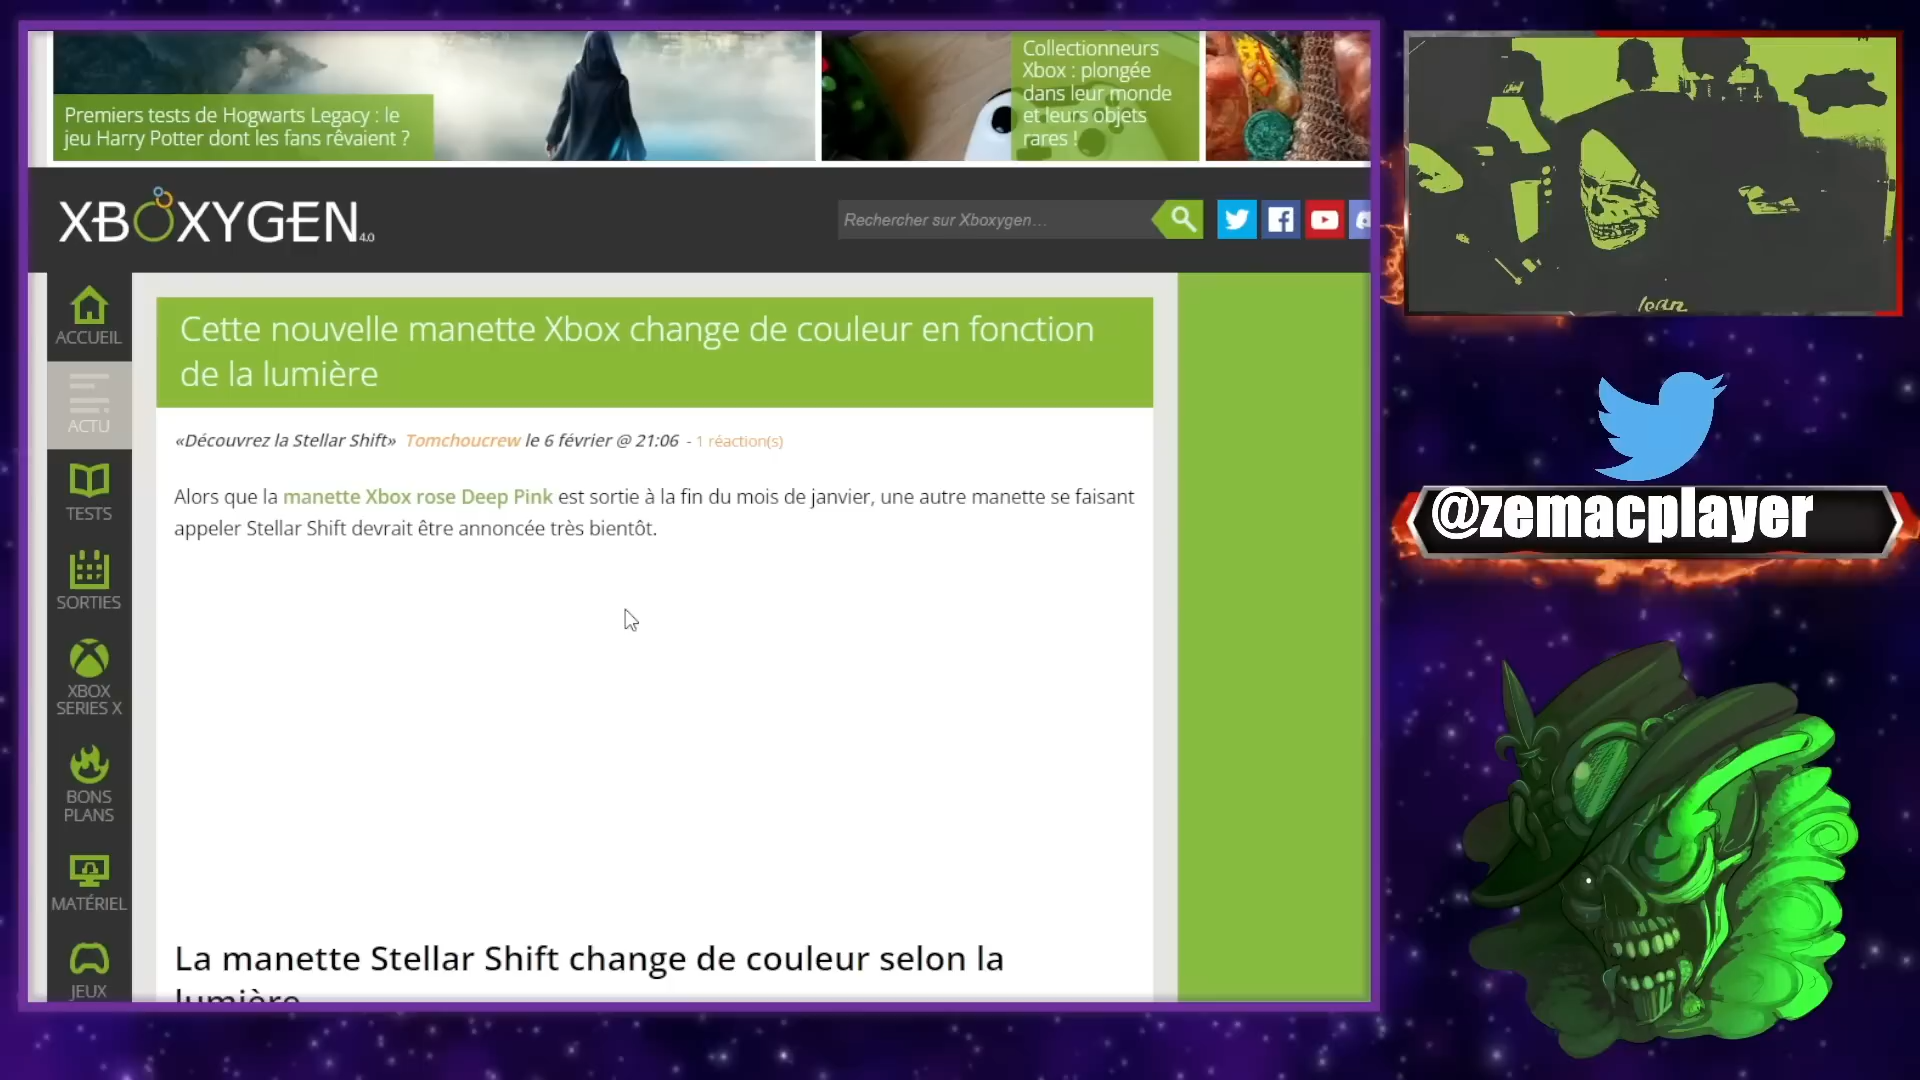 Premiers tests de Hogwarts Legacy : le
jeu Harry Potter dont les fans rêvaient ?
Collectionneurs
Xbox : plongée
dans leur monde
et leurs objets
rares !
XBOXYGEN 4.0
Rechercher sur Xboxygen...
ACCUEIL
ACTU
TESTS
SORTIES
XBOX
SERIES X
BONS
PLANS
MATÉRIEL
JEUX
Cette nouvelle manette Xbox change de couleur en fonction
de la lumière
«Découvrez la Stellar Shift» Tomchoucrew le 6 février @ 21:06 - 1 réaction(s)
Alors que la manette Xbox rose Deep Pink est sortie à la fin du mois de janvier, une autre manette se faisant
appeler Stellar Shift devrait être annoncée très bientôt.
La manette Stellar Shift change de couleur selon la
lumière
@zemacplayer